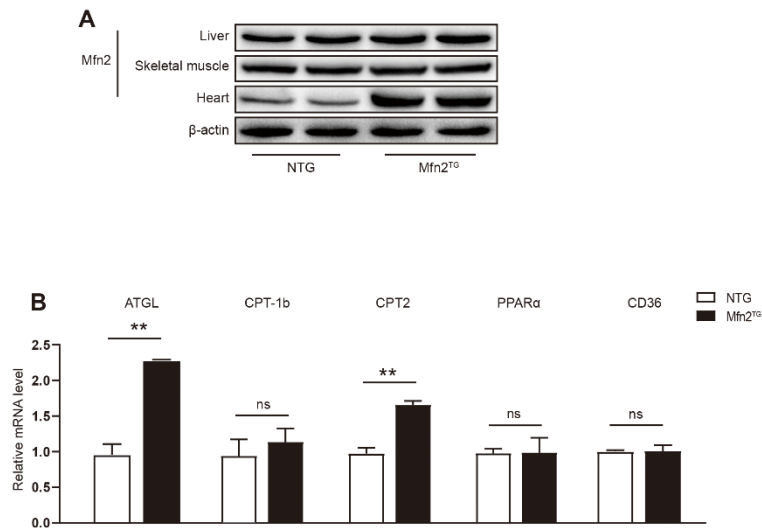 A
Mfn2
Liver
Skeletal muscle
Heart
β-actin
NTG Mfn2ᵀᴳ
B
ATGL CPT-1b CPT2 PPARα CD36
NTG
Mfn2ᵀᴳ
Relative mRNA level
2.5
2.0
1.5
1.0
0.5
0.0
** ns ** ns ns